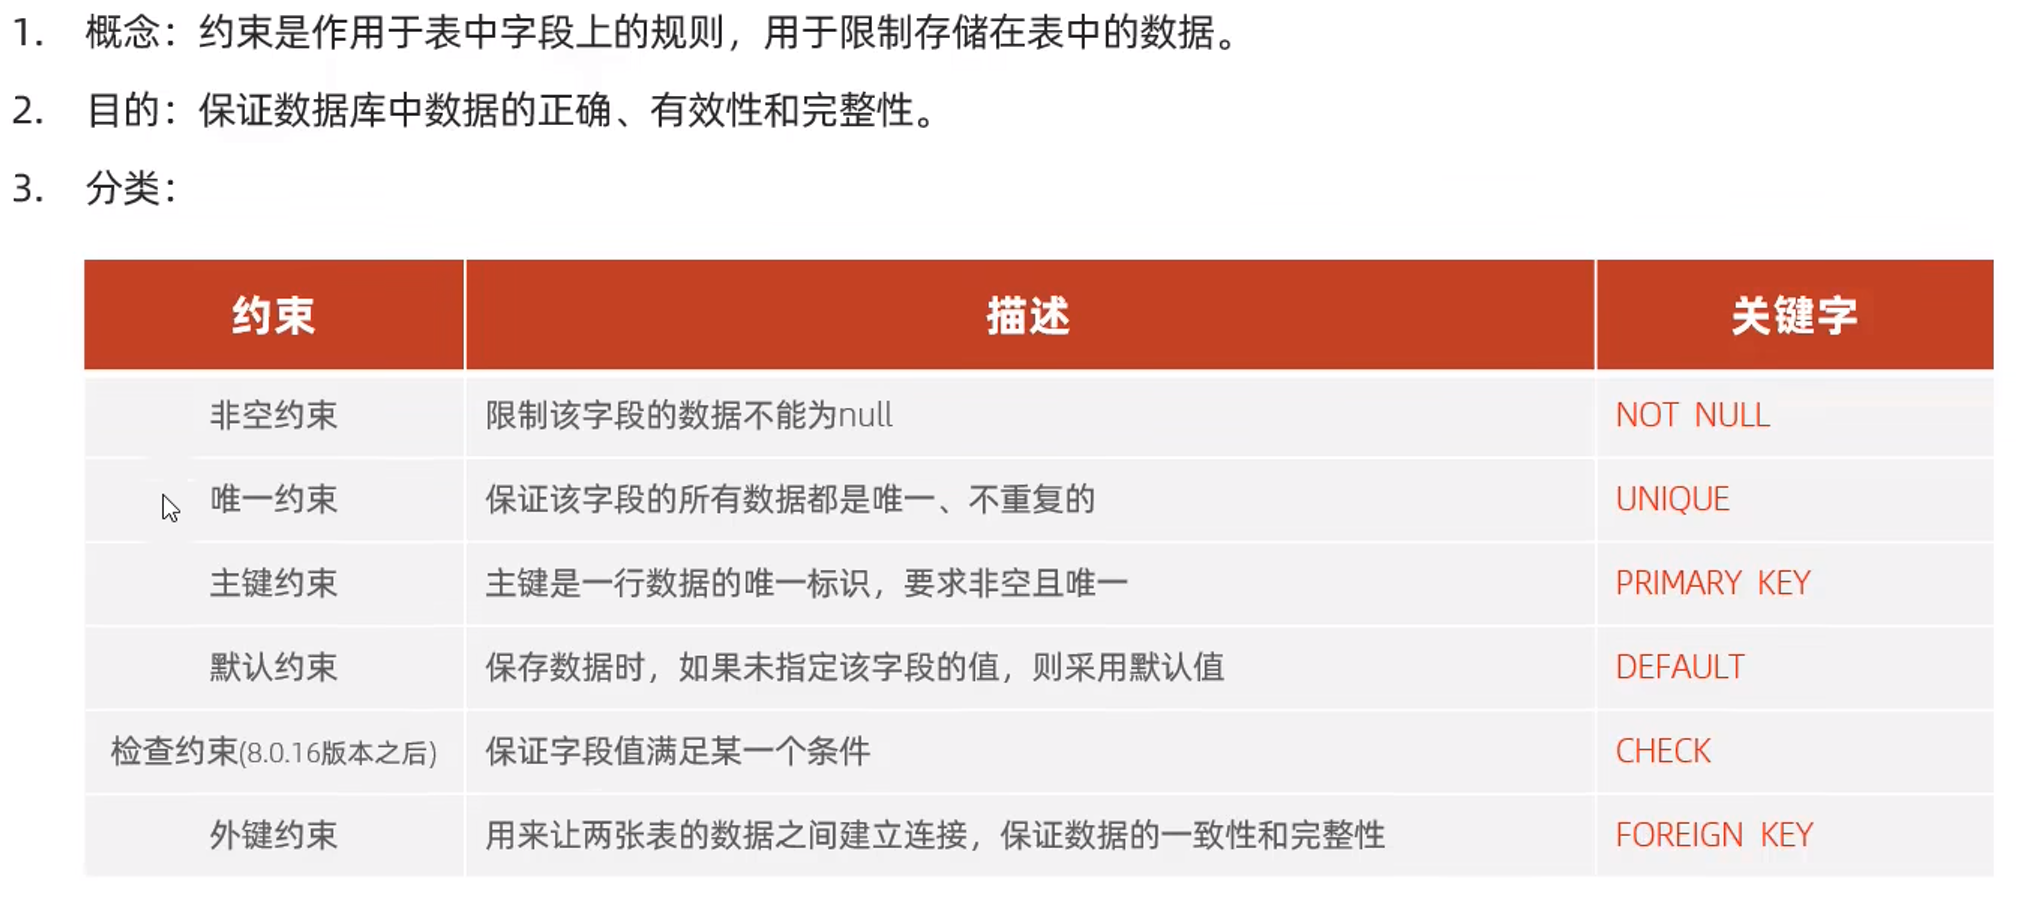 1. 概念：约束是作用于表中字段上的规则，用于限制存储在表中的数据。
2. 目的：保证数据库中数据的正确、有效性和完整性。
3. 分类：
约束 描述 关键字
非空约束 限制该字段的数据不能为null NOT NULL
唯一约束 保证该字段的所有数据都是唯一、不重复的 UNIQUE
主键约束 主键是一行数据的唯一标识，要求非空且唯一 PRIMARY KEY
默认约束 保存数据时，如果未指定该字段的值，则采用默认值 DEFAULT
检查约束(8.0.16版本之后) 保证字段值满足某一个条件 CHECK
外键约束 用来让两张表的数据之间建立连接，保证数据的一致性和完整性 FOREIGN KEY